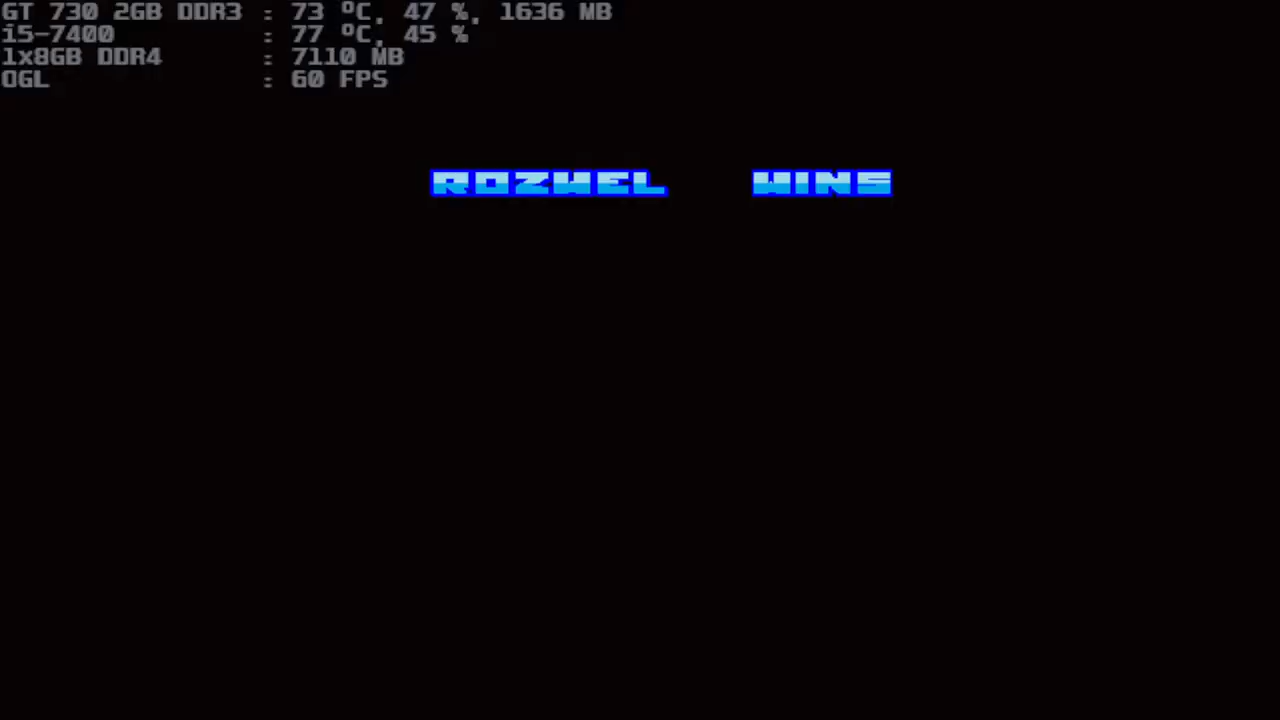 GT 730 2GB DDR3 : 73 ºC, 47 %, 1636 MB
i5-7400 : 77 ºC, 45 %
1x8GB DDR4 : 7110 MB
OGL : 60 FPS
ROZWEL WINS